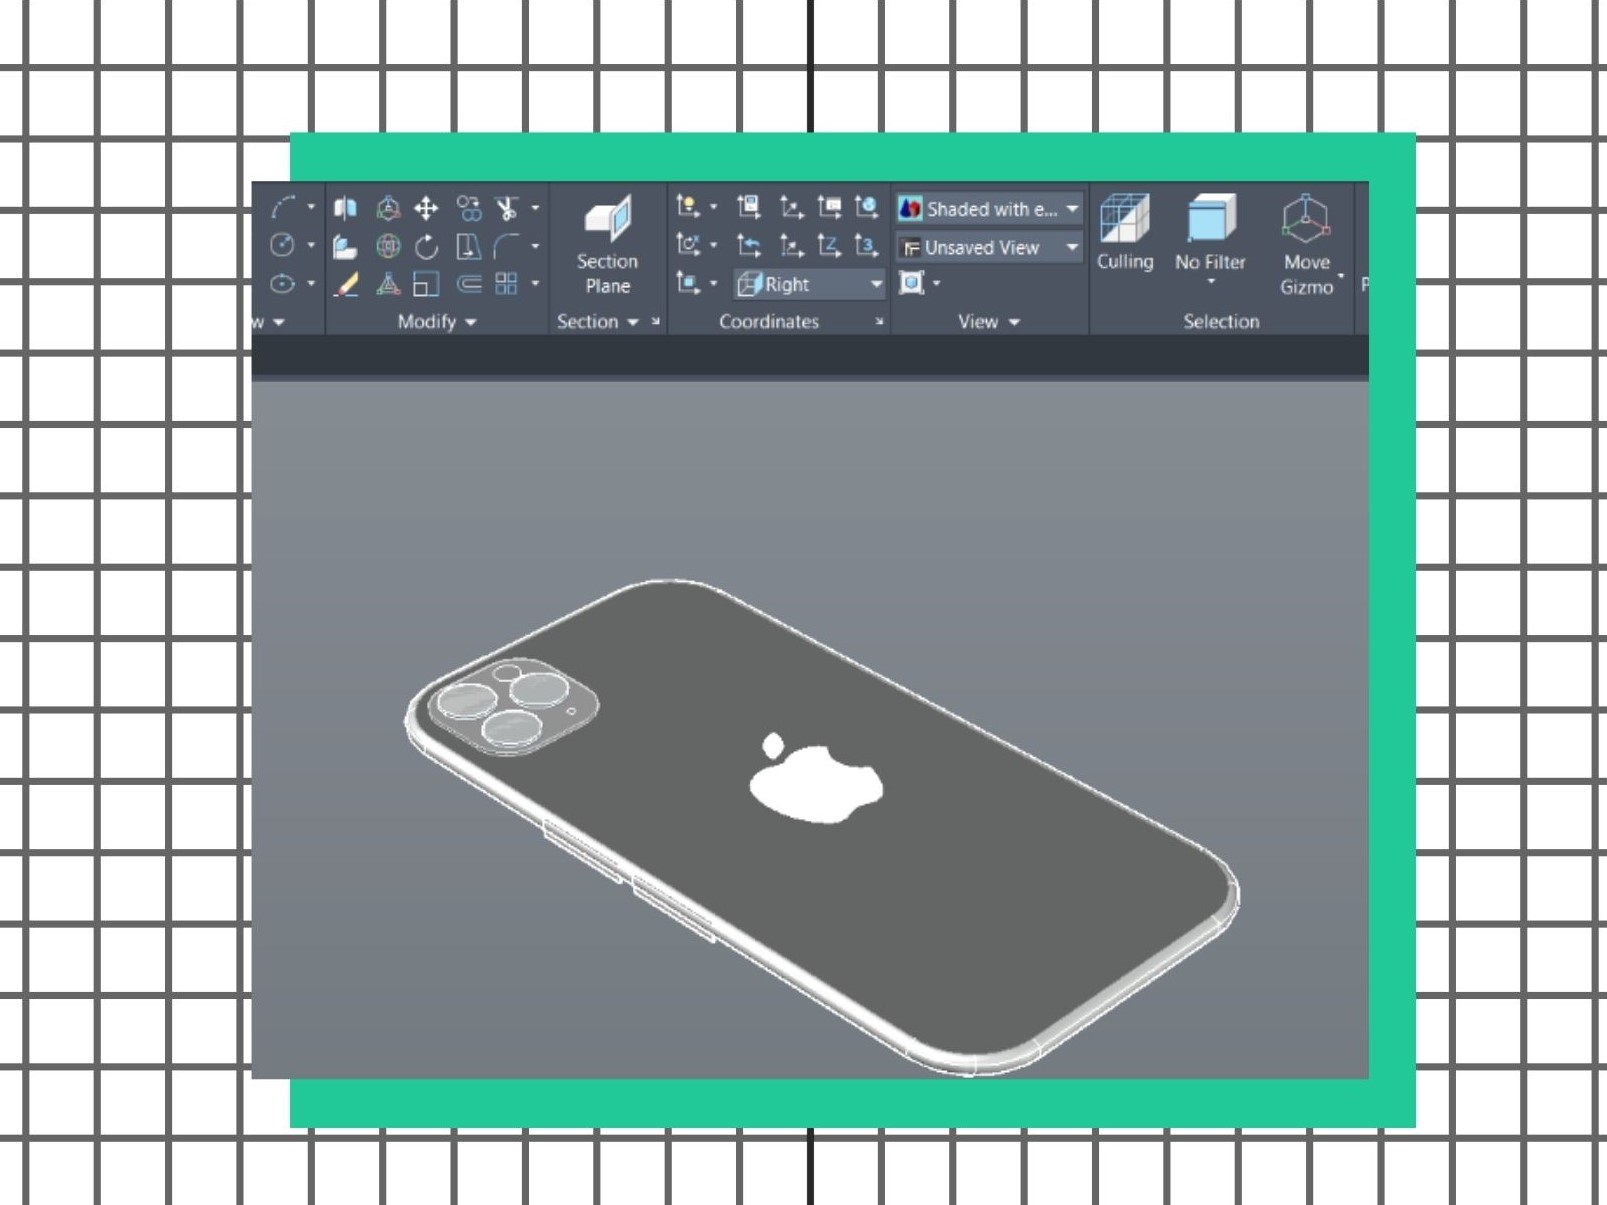 Shaded with e...
Unsaved View
Section
Plane
Culling
No Filter
Move
Gizmo
P
Right
w
Modify
Section
Coordinates
View
Selection